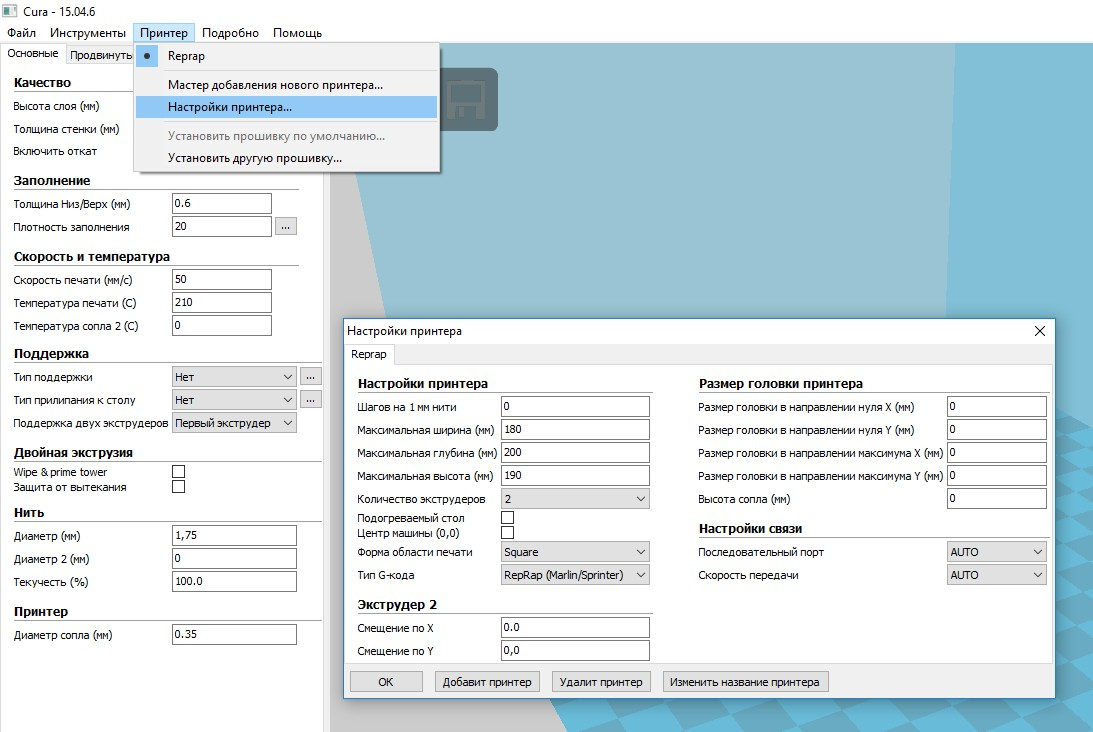 Cura - 15.04.6
Файл Инструменты Принтер Подробно Помощь
Основные Продвинуты
Reprap
Мастер добавления нового принтера...
Настройки принтера...
Установить прошивку по умолчанию...
Установить другую прошивку...
Качество
Высота слоя (мм)
Толщина стенки (мм)
Включить откат
Заполнение
Толщина Низ/Верх (мм) 0.6
Плотность заполнения 20 ...
Скорость и температура
Скорость печати (мм/с) 50
Температура печати (C) 210
Температура сопла 2 (C) 0
Поддержка
Тип поддержки Нет ...
Тип прилипания к столу Нет ...
Поддержка двух экструдеров Первый экструдер
Двойная экструзия
Wipe & prime tower
Защита от вытекания
Нить
Диаметр (мм) 1,75
Диаметр 2 (мм) 0
Текучесть (%) 100.0
Принтер
Диаметр сопла (мм) 0.35
Настройки принтера
Reprap
Настройки принтера
Шагов на 1 мм нити 0
Максимальная ширина (мм) 180
Максимальная глубина (мм) 200
Максимальная высота (мм) 190
Количество экструдеров 2
Подогреваемый стол
Центр машины (0,0)
Форма области печати Square
Тип G-кода RepRap (Marlin/Sprinter)
Экструдер 2
Смещение по X 0.0
Смещение по Y 0,0
Размер головки принтера
Размер головки в направлении нуля X (мм) 0
Размер головки в направлении нуля Y (мм) 0
Размер головки в направлении максимума X (мм) 0
Размер головки в направлении максимума Y (мм) 0
Высота сопла (мм) 0
Настройки связи
Последовательный порт AUTO
Скорость передачи AUTO
OK Добавит принтер Удалит принтер Изменить название принтера